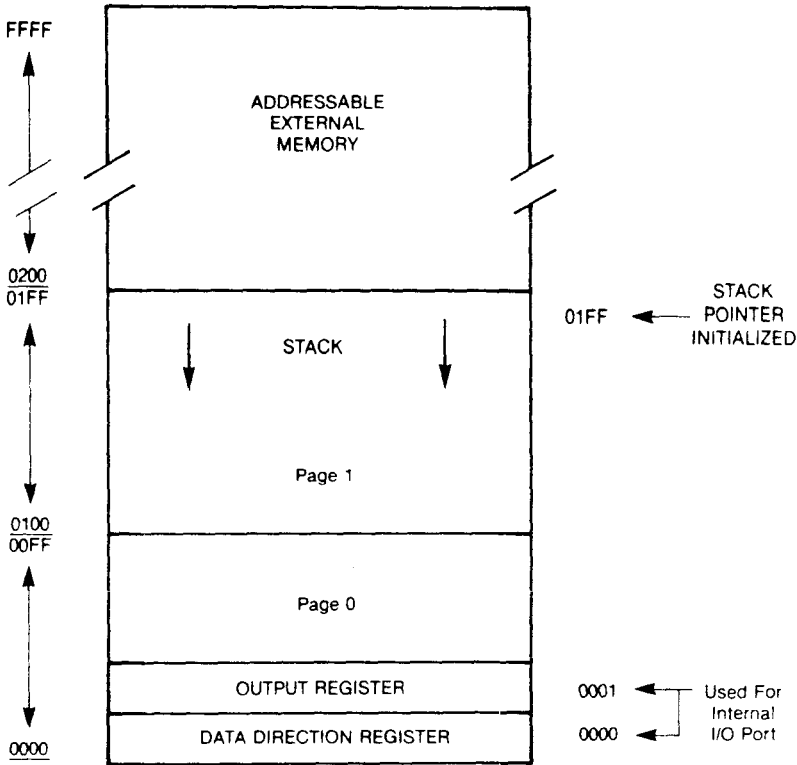 FFFF
ADDRESSABLE
EXTERNAL
MEMORY
0200
01FF
01FF
STACK
POINTER
INITIALIZED
STACK
Page 1
0100
00FF
Page 0
OUTPUT REGISTER
0001
Used For
Internal
I/O Port
DATA DIRECTION REGISTER
0000
0000